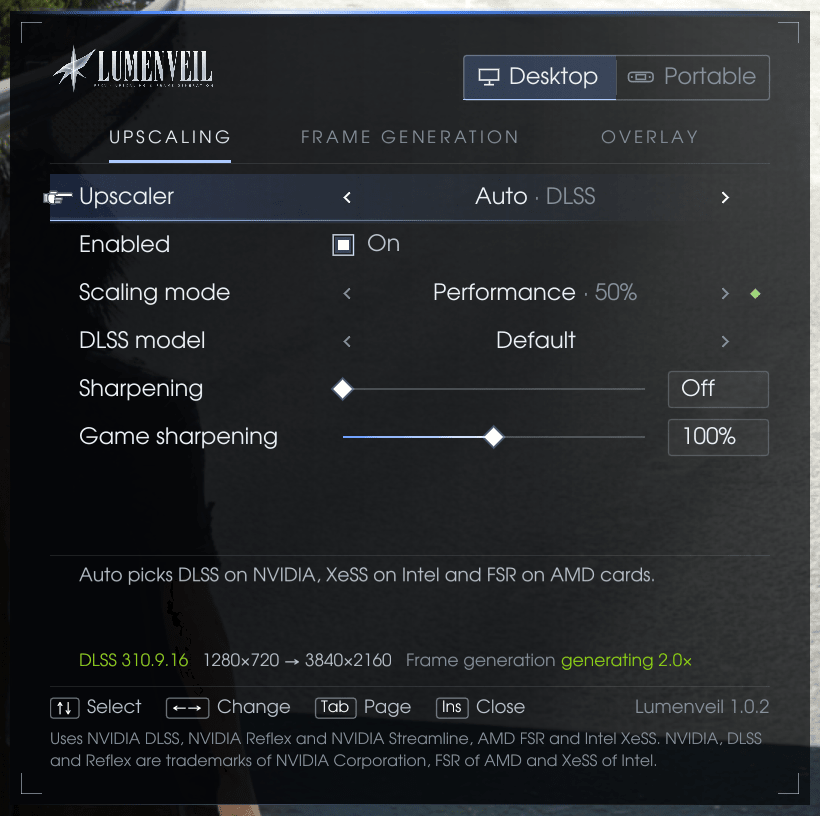 LUMENVEIL
Desktop Portable
UPSCALING FRAME GENERATION OVERLAY
Upscaler Auto · DLSS
Enabled On
Scaling mode Performance · 50%
DLSS model Default
Sharpening Off
Game sharpening 100%
Auto picks DLSS on NVIDIA, XeSS on Intel and FSR on AMD cards.
DLSS 310.9.16 1280×720 → 3840×2160 Frame generation generating 2.0×
↑↓ Select ←→ Change Tab Page Ins Close Lumenveil 1.0.2
Uses NVIDIA DLSS, NVIDIA Reflex and NVIDIA Streamline, AMD FSR and Intel XeSS. NVIDIA, DLSS
and Reflex are trademarks of NVIDIA Corporation, FSR of AMD and XeSS of Intel.